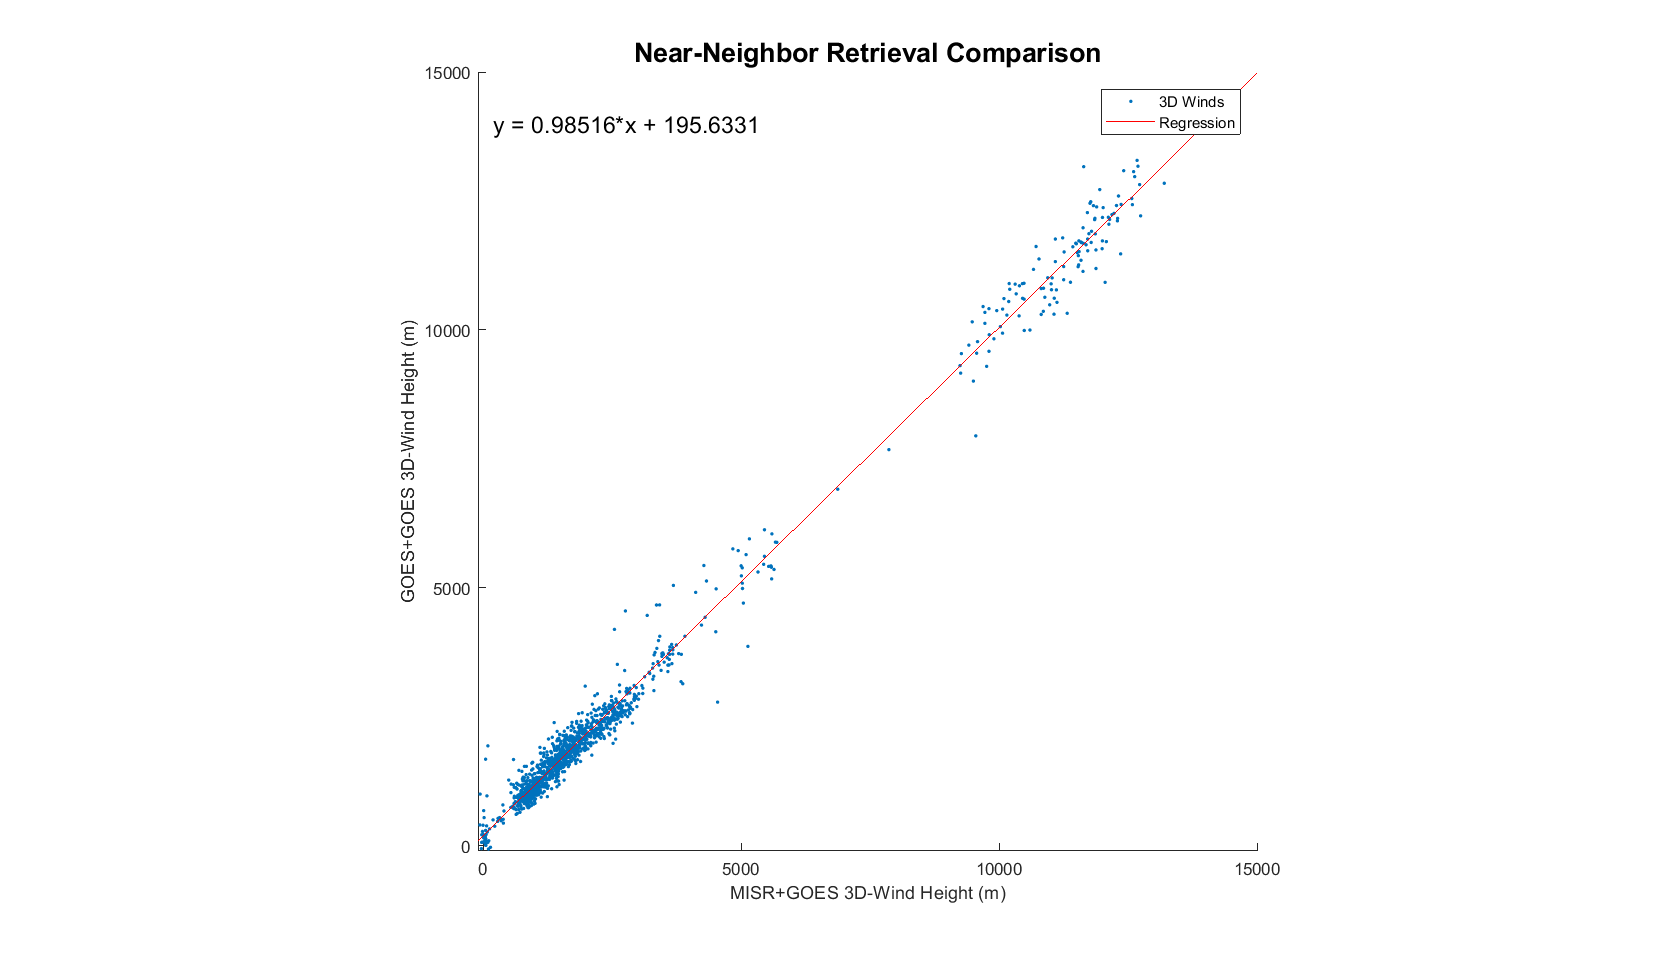 Near-Neighbor Retrieval Comparison
15000
y = 0.98516*x + 195.6331
3D Winds
Regression
10000
GOES+GOES 3D-Wind Height (m)
5000
0
0 5000 10000 15000
MISR+GOES 3D-Wind Height (m)